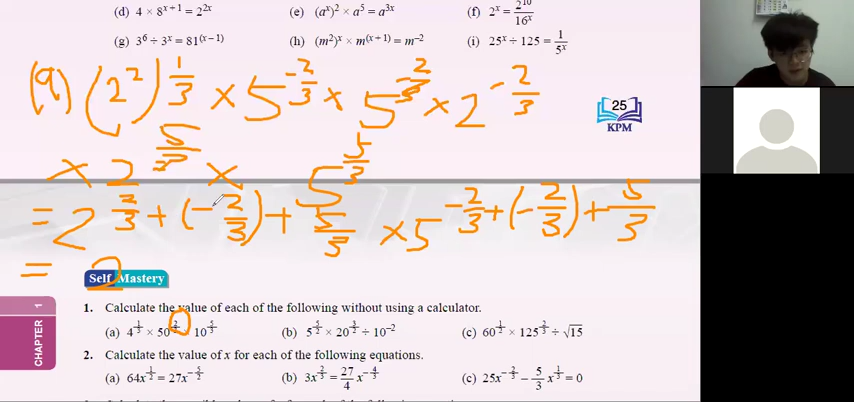 (d) 4 × 8^{x+1} = 2^{2x} (e) (a^x)^2 × a^5 = a^{3x} (f) 2^x = 2^{10}/16^x
(g) 3^6 ÷ 3^x = 81^{(x−1)} (h) (m^2)^x × m^{(x+1)} = m^{−2} (i) 25^x ÷ 125 = 1/5^x
(a) (2^2)^{1/3} × 5^{-2/3} × 5^{-2/3} × 2^{-2/3}
25
KPM
× 2^{5/3} × 5^{5/3}
= 2^{2/3 + (-2/3) + 5/3} × 5^{-2/3 + (-2/3) + 5/3}
= 2
Self Mastery
1. Calculate the value of each of the following without using a calculator.
(a) 4^{1/3} × 50 × 10^{5/3} (b) 5^{5/2} × 20^{3/2} ÷ 10^{−2} (c) 60^{1/2} × 125^{2/3} ÷ √15
2. Calculate the value of x for each of the following equations.
(a) 64x^{1/2} = 27x^{−5/2} (b) 3x^{2/3} = 27/4 x^{−4/3} (c) 25x^{−2/3} − 5/3 x^{1/3} = 0
CHAPTER 1